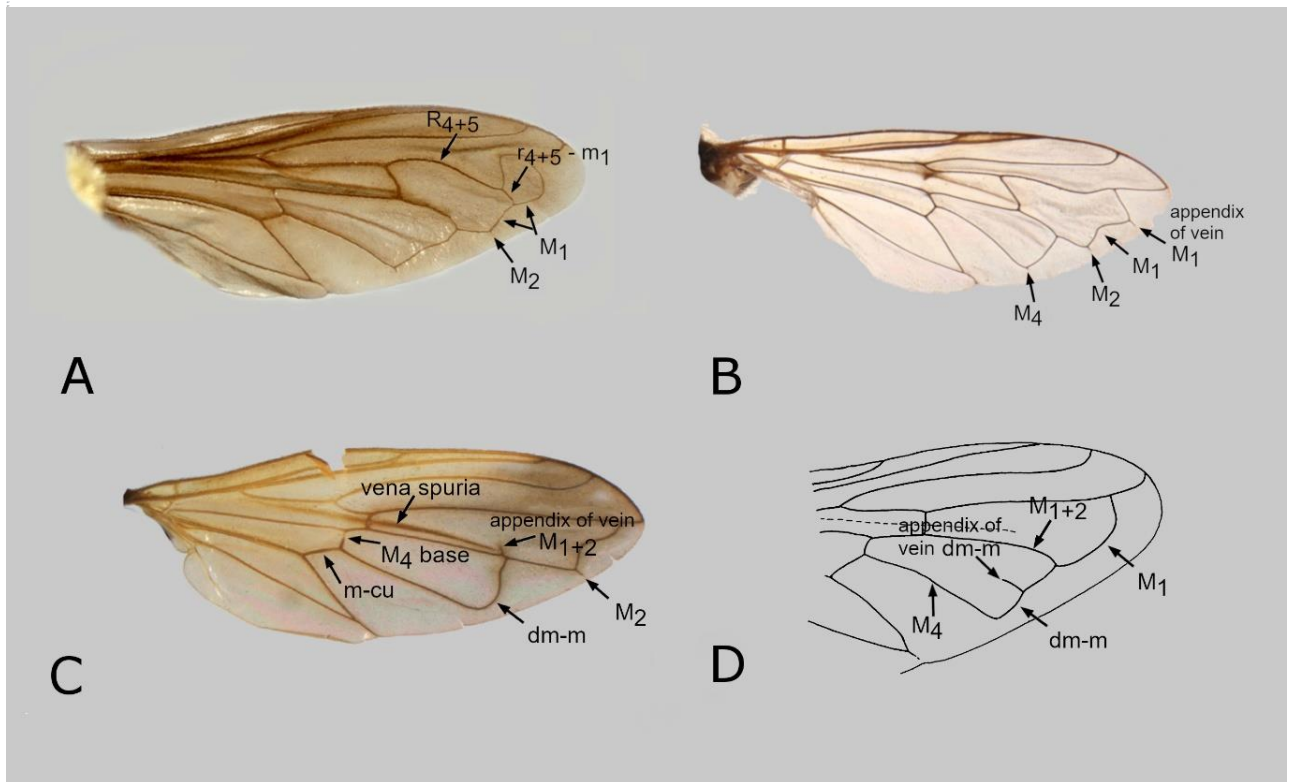 R4+5
r4+5 - m1
M1
M2
A
appendix
of vein
M1
M1
M2
M4
B
vena spuria
appendix of vein
M1+2
M4 base
m-cu
M2
dm-m
C
M1+2
appendix of
vein dm-m
M1
M4
dm-m
D